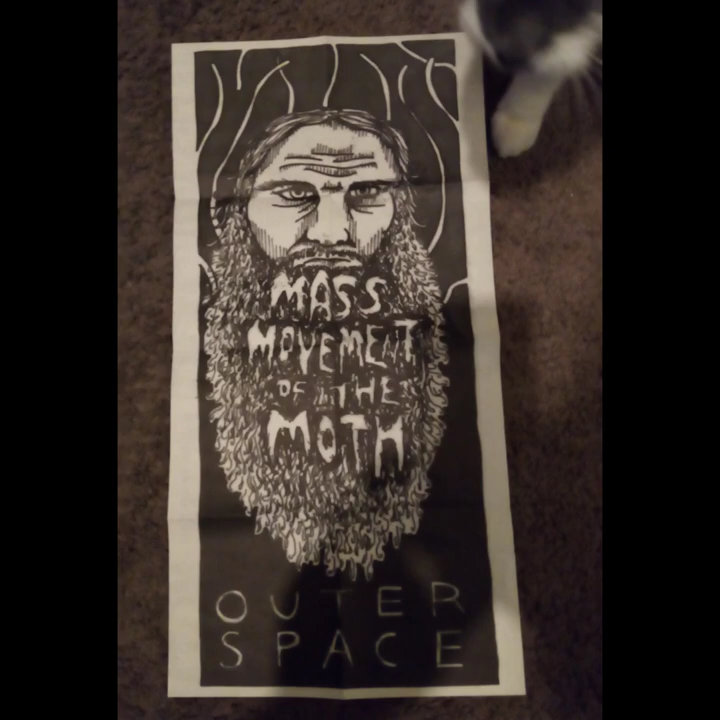 MASS
MOVEMENT
OF THE
MOTH
OUTER
SPACE